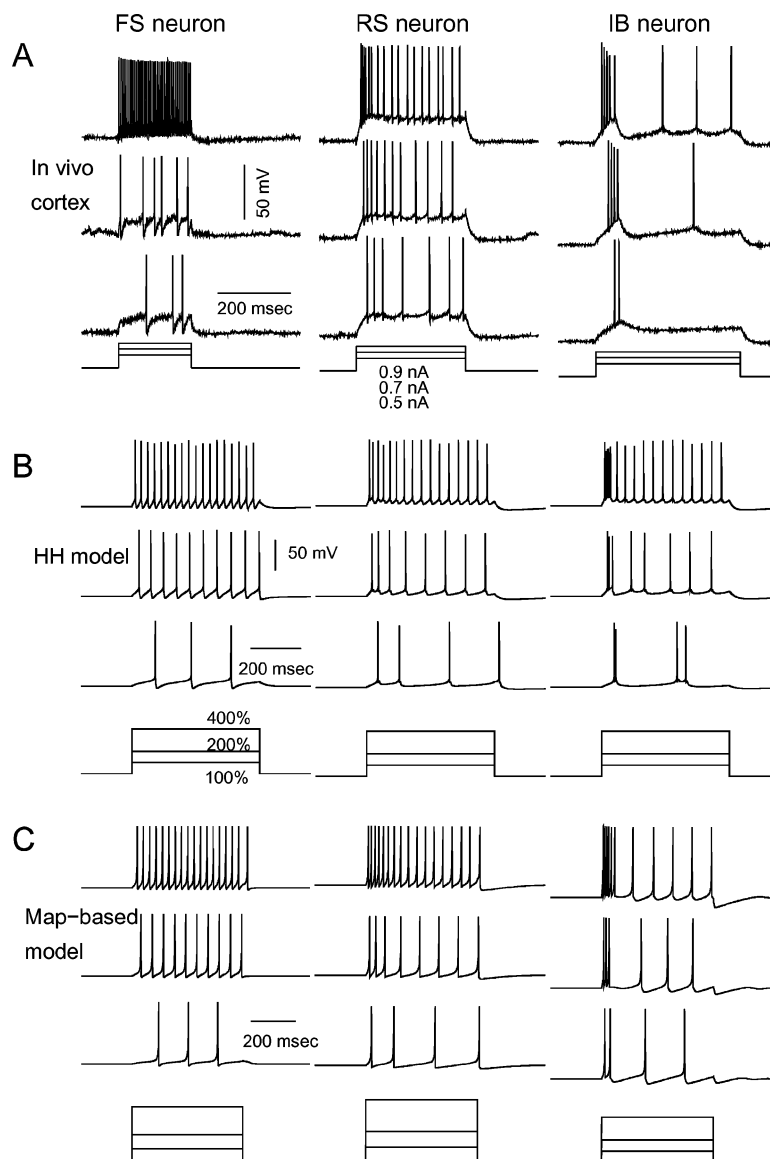 FS neuron
RS neuron
IB neuron
A
In vivo
cortex
50 mV
200 msec
0.9 nA
0.7 nA
0.5 nA
B
HH model
50 mV
200 msec
400%
200%
100%
C
Map−based
model
200 msec